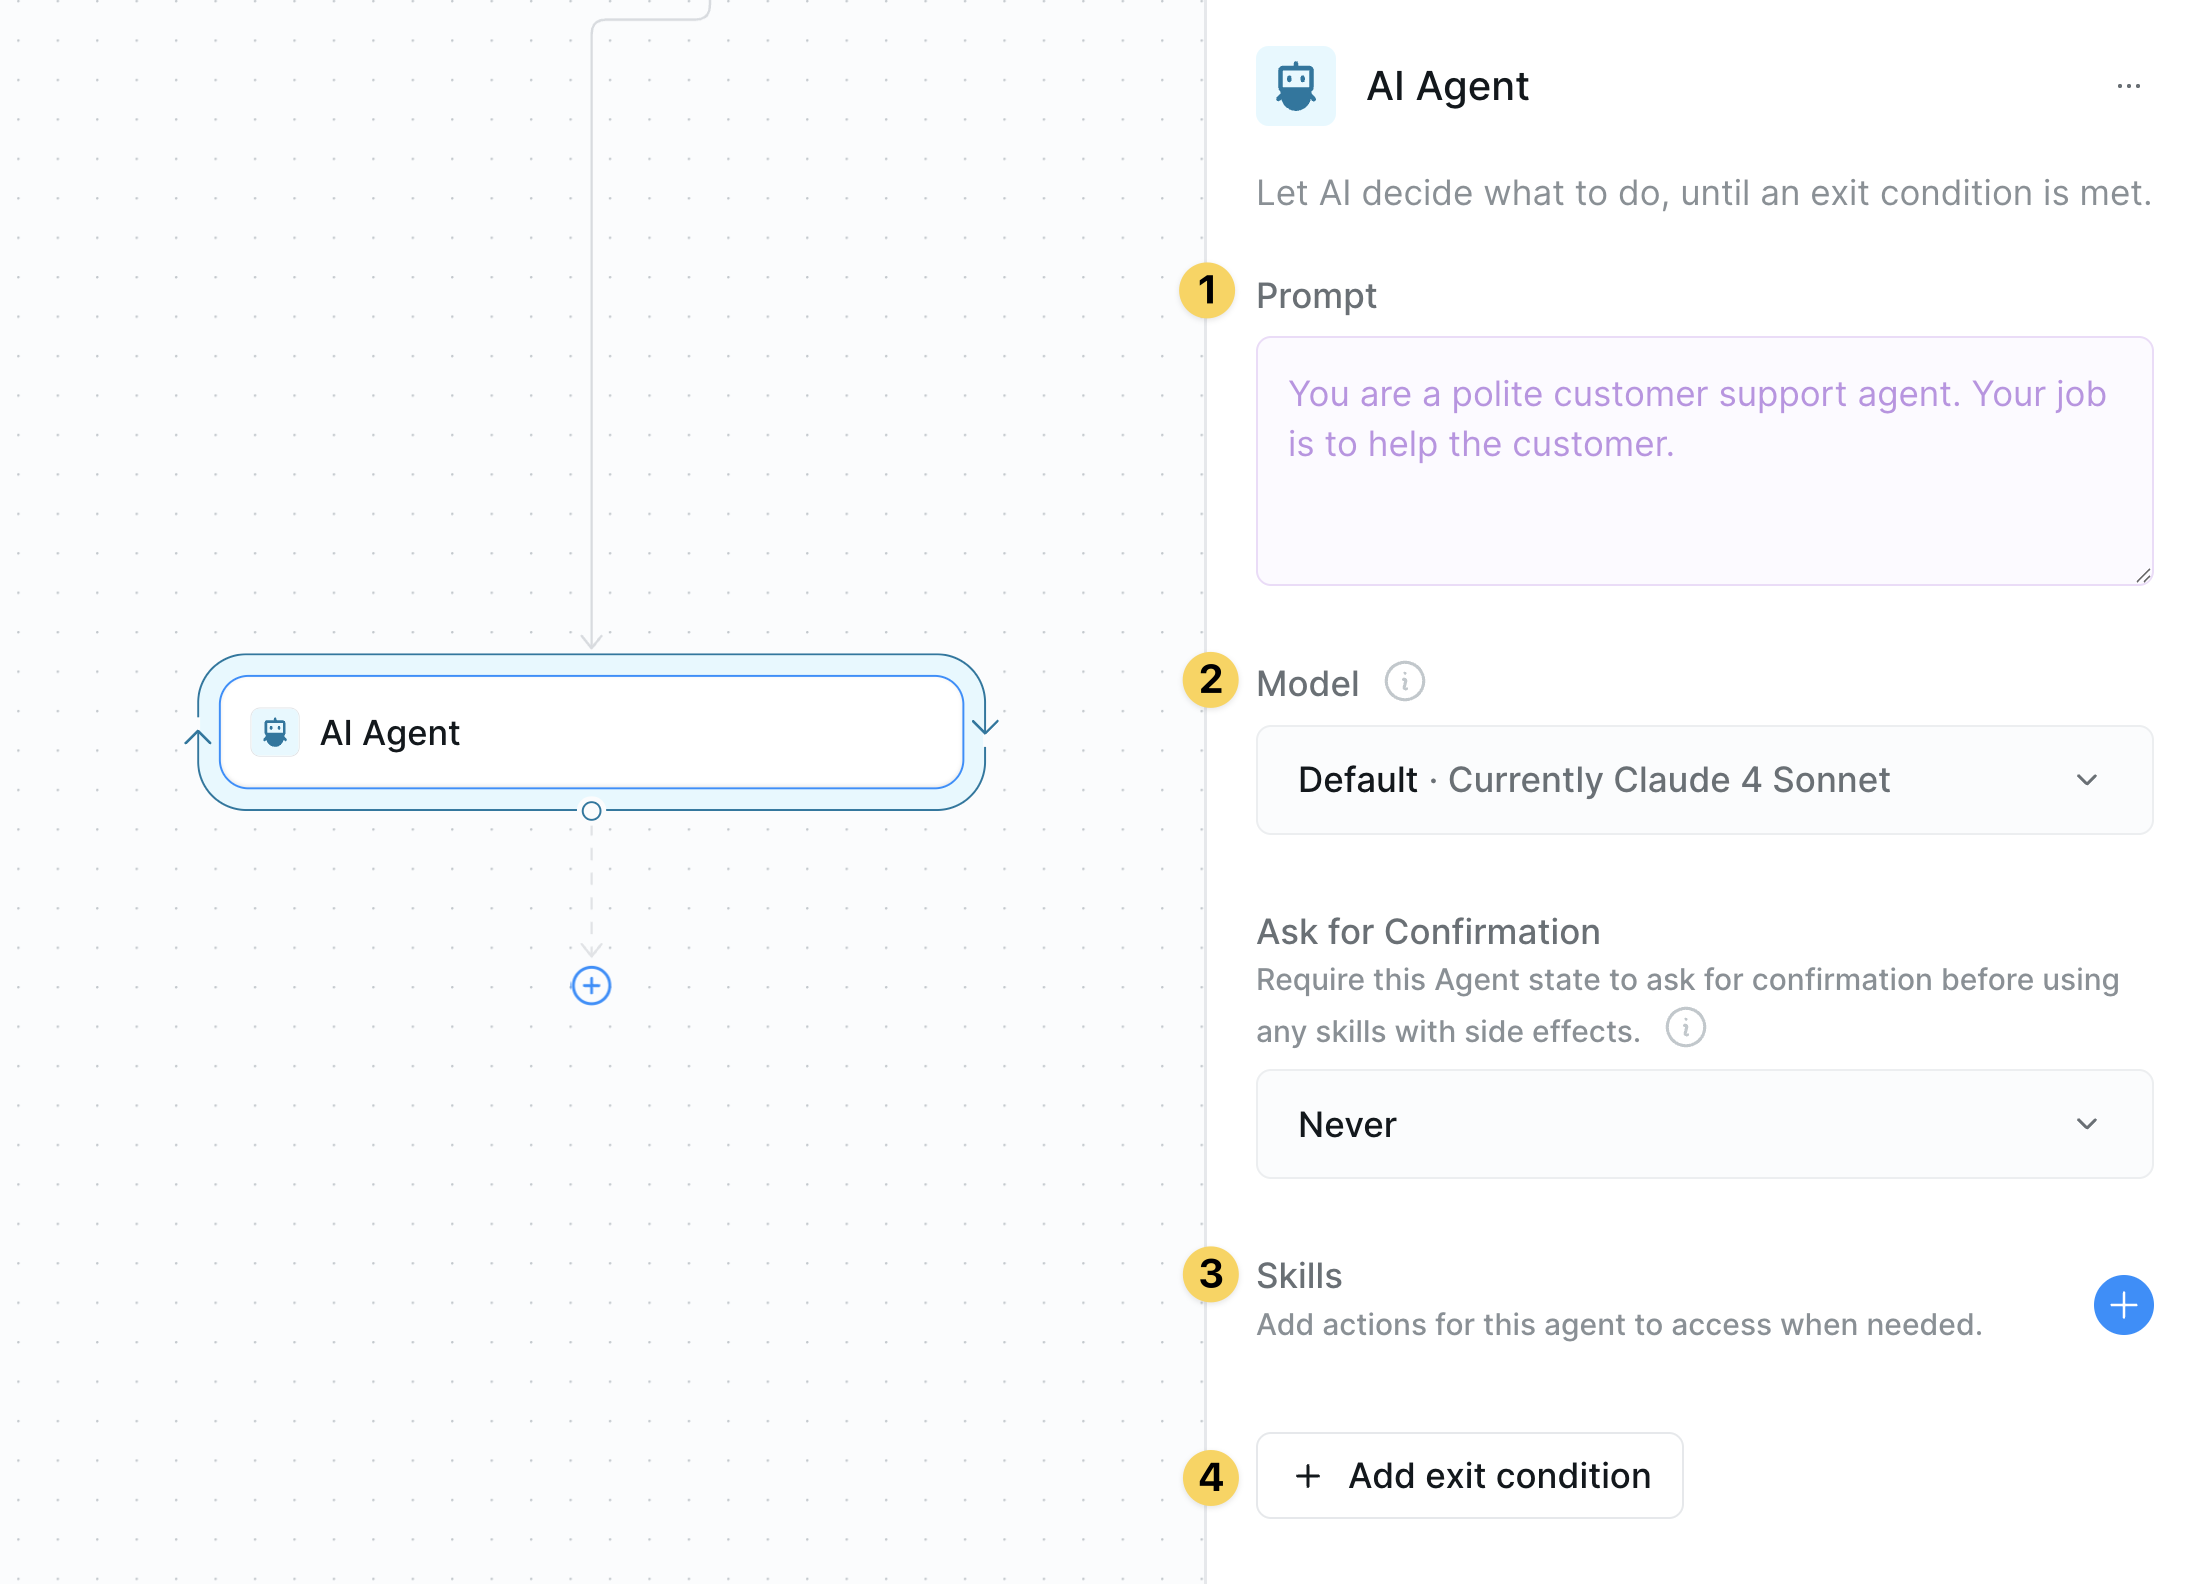 AI Agent
AI Agent
Let AI decide what to do, until an exit condition is met.
1 Prompt
You are a polite customer support agent. Your job
is to help the customer.
2 Model
Default · Currently Claude 4 Sonnet
Ask for Confirmation
Require this Agent state to ask for confirmation before using
any skills with side effects.
Never
3 Skills
Add actions for this agent to access when needed.
4 + Add exit condition